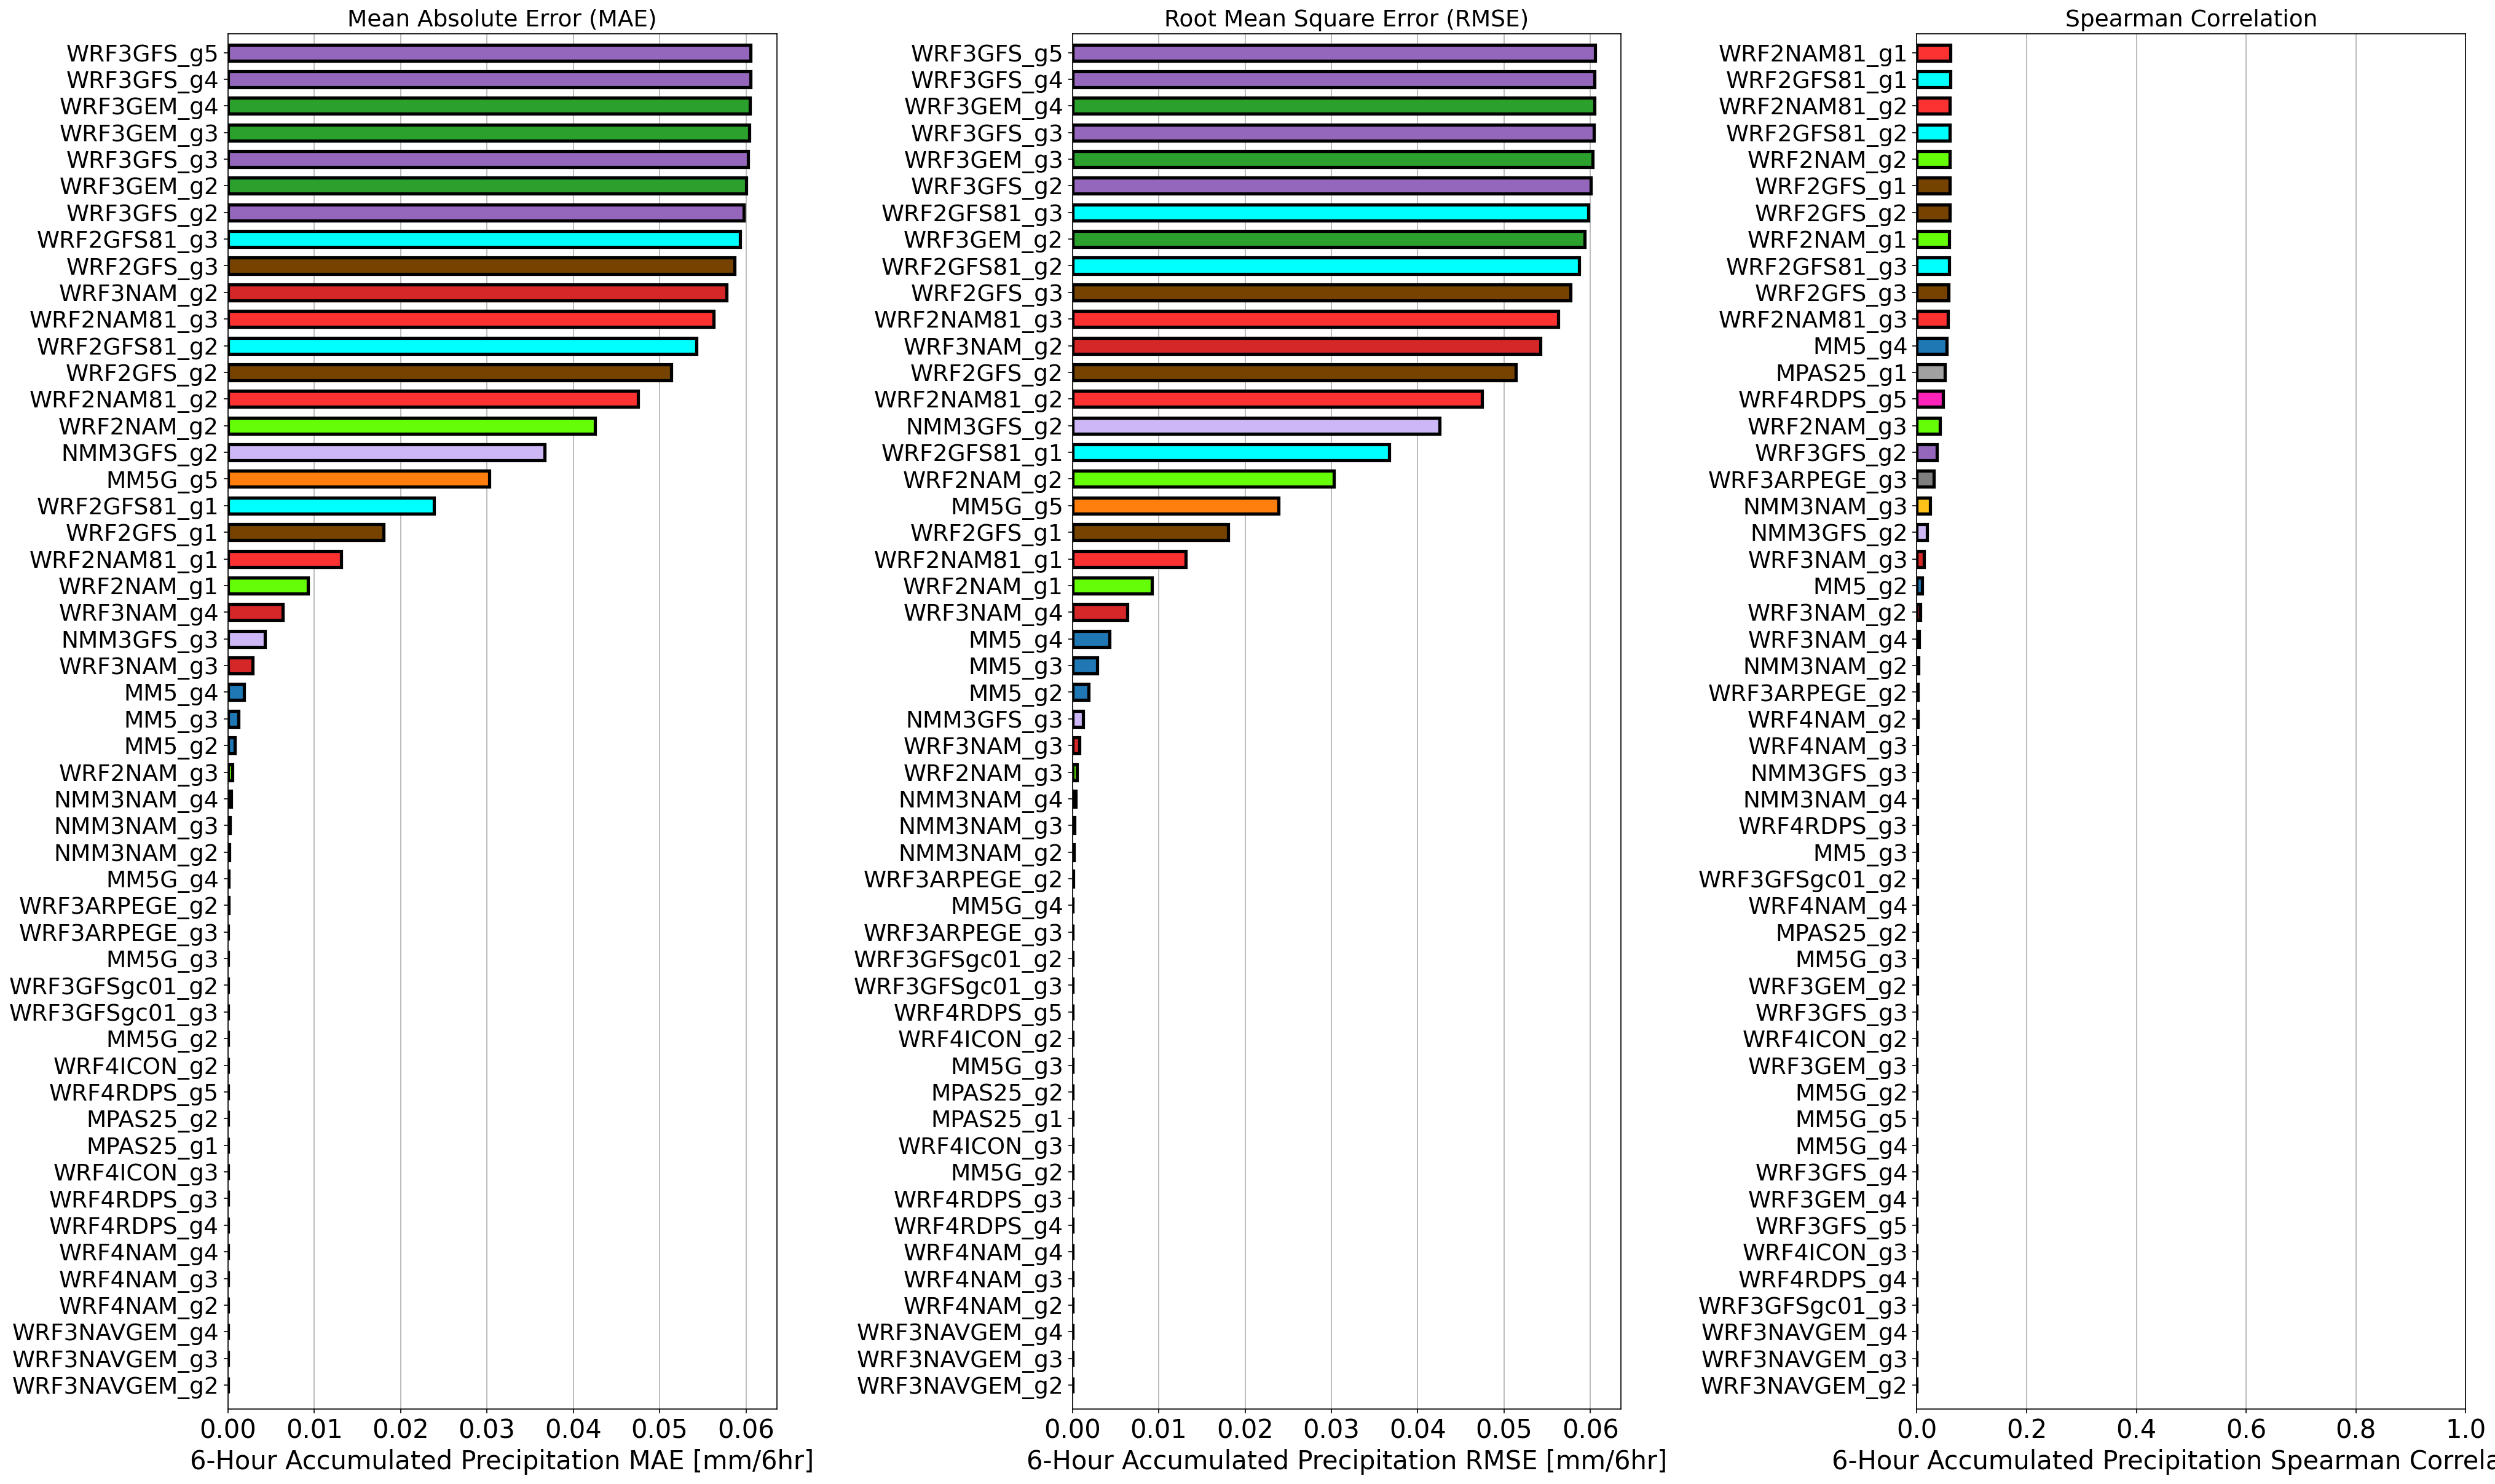 Mean Absolute Error (MAE)
WRF3GFS_g5
WRF3GFS_g4
WRF3GEM_g4
WRF3GEM_g3
WRF3GFS_g3
WRF3GEM_g2
WRF3GFS_g2
WRF2GFS81_g3
WRF2GFS_g3
WRF3NAM_g2
WRF2NAM81_g3
WRF2GFS81_g2
WRF2GFS_g2
WRF2NAM81_g2
WRF2NAM_g2
NMM3GFS_g2
MM5G_g5
WRF2GFS81_g1
WRF2GFS_g1
WRF2NAM81_g1
WRF2NAM_g1
WRF3NAM_g4
NMM3GFS_g3
WRF3NAM_g3
MM5_g4
MM5_g3
MM5_g2
WRF2NAM_g3
NMM3NAM_g4
NMM3NAM_g3
NMM3NAM_g2
MM5G_g4
WRF3ARPEGE_g2
WRF3ARPEGE_g3
MM5G_g3
WRF3GFSgc01_g2
WRF3GFSgc01_g3
MM5G_g2
WRF4ICON_g2
WRF4RDPS_g5
MPAS25_g2
MPAS25_g1
WRF4ICON_g3
WRF4RDPS_g3
WRF4RDPS_g4
WRF4NAM_g4
WRF4NAM_g3
WRF4NAM_g2
WRF3NAVGEM_g4
WRF3NAVGEM_g3
WRF3NAVGEM_g2
0.00 0.01 0.02 0.03 0.04 0.05 0.06
6-Hour Accumulated Precipitation MAE [mm/6hr]
Root Mean Square Error (RMSE)
WRF3GFS_g5
WRF3GFS_g4
WRF3GEM_g4
WRF3GFS_g3
WRF3GEM_g3
WRF3GFS_g2
WRF2GFS81_g3
WRF3GEM_g2
WRF2GFS81_g2
WRF2GFS_g3
WRF2NAM81_g3
WRF3NAM_g2
WRF2GFS_g2
WRF2NAM81_g2
NMM3GFS_g2
WRF2GFS81_g1
WRF2NAM_g2
MM5G_g5
WRF2GFS_g1
WRF2NAM81_g1
WRF2NAM_g1
WRF3NAM_g4
MM5_g4
MM5_g3
MM5_g2
NMM3GFS_g3
WRF3NAM_g3
WRF2NAM_g3
NMM3NAM_g4
NMM3NAM_g3
NMM3NAM_g2
WRF3ARPEGE_g2
MM5G_g4
WRF3ARPEGE_g3
WRF3GFSgc01_g2
WRF3GFSgc01_g3
WRF4RDPS_g5
WRF4ICON_g2
MM5G_g3
MPAS25_g2
MPAS25_g1
WRF4ICON_g3
MM5G_g2
WRF4RDPS_g3
WRF4RDPS_g4
WRF4NAM_g4
WRF4NAM_g3
WRF4NAM_g2
WRF3NAVGEM_g4
WRF3NAVGEM_g3
WRF3NAVGEM_g2
0.00 0.01 0.02 0.03 0.04 0.05 0.06
6-Hour Accumulated Precipitation RMSE [mm/6hr]
Spearman Correlation
WRF2NAM81_g1
WRF2GFS81_g1
WRF2NAM81_g2
WRF2GFS81_g2
WRF2NAM_g2
WRF2GFS_g1
WRF2GFS_g2
WRF2NAM_g1
WRF2GFS81_g3
WRF2GFS_g3
WRF2NAM81_g3
MM5_g4
MPAS25_g1
WRF4RDPS_g5
WRF2NAM_g3
WRF3GFS_g2
WRF3ARPEGE_g3
NMM3NAM_g3
NMM3GFS_g2
WRF3NAM_g3
MM5_g2
WRF3NAM_g2
WRF3NAM_g4
NMM3NAM_g2
WRF3ARPEGE_g2
WRF4NAM_g2
WRF4NAM_g3
NMM3GFS_g3
NMM3NAM_g4
WRF4RDPS_g3
MM5_g3
WRF3GFSgc01_g2
WRF4NAM_g4
MPAS25_g2
MM5G_g3
WRF3GEM_g2
WRF3GFS_g3
WRF4ICON_g2
WRF3GEM_g3
MM5G_g2
MM5G_g5
MM5G_g4
WRF3GFS_g4
WRF3GEM_g4
WRF3GFS_g5
WRF4ICON_g3
WRF4RDPS_g4
WRF3GFSgc01_g3
WRF3NAVGEM_g4
WRF3NAVGEM_g3
WRF3NAVGEM_g2
0.0 0.2 0.4 0.6 0.8 1.0
6-Hour Accumulated Precipitation Spearman Correla